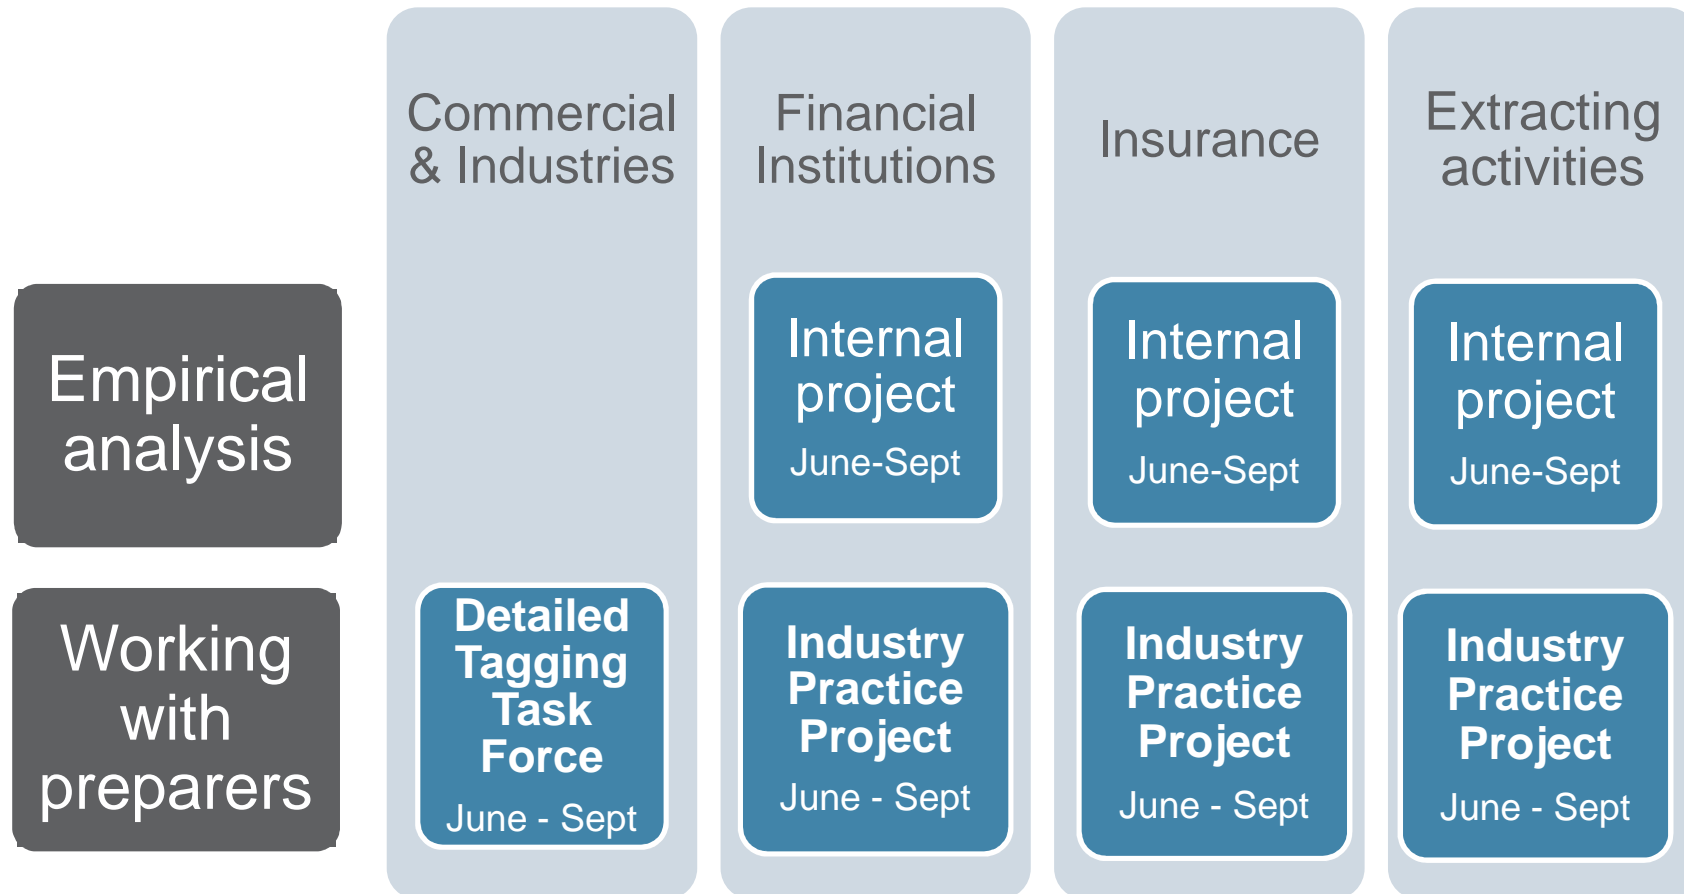 Commercial
& Industries
Financial
Institutions
Insurance
Extracting
activities
Empirical
analysis
Internal
project
June-Sept
Internal
project
June-Sept
Internal
project
June-Sept
Working
with
preparers
Detailed
Tagging
Task
Force
June - Sept
Industry
Practice
Project
June - Sept
Industry
Practice
Project
June - Sept
Industry
Practice
Project
June - Sept